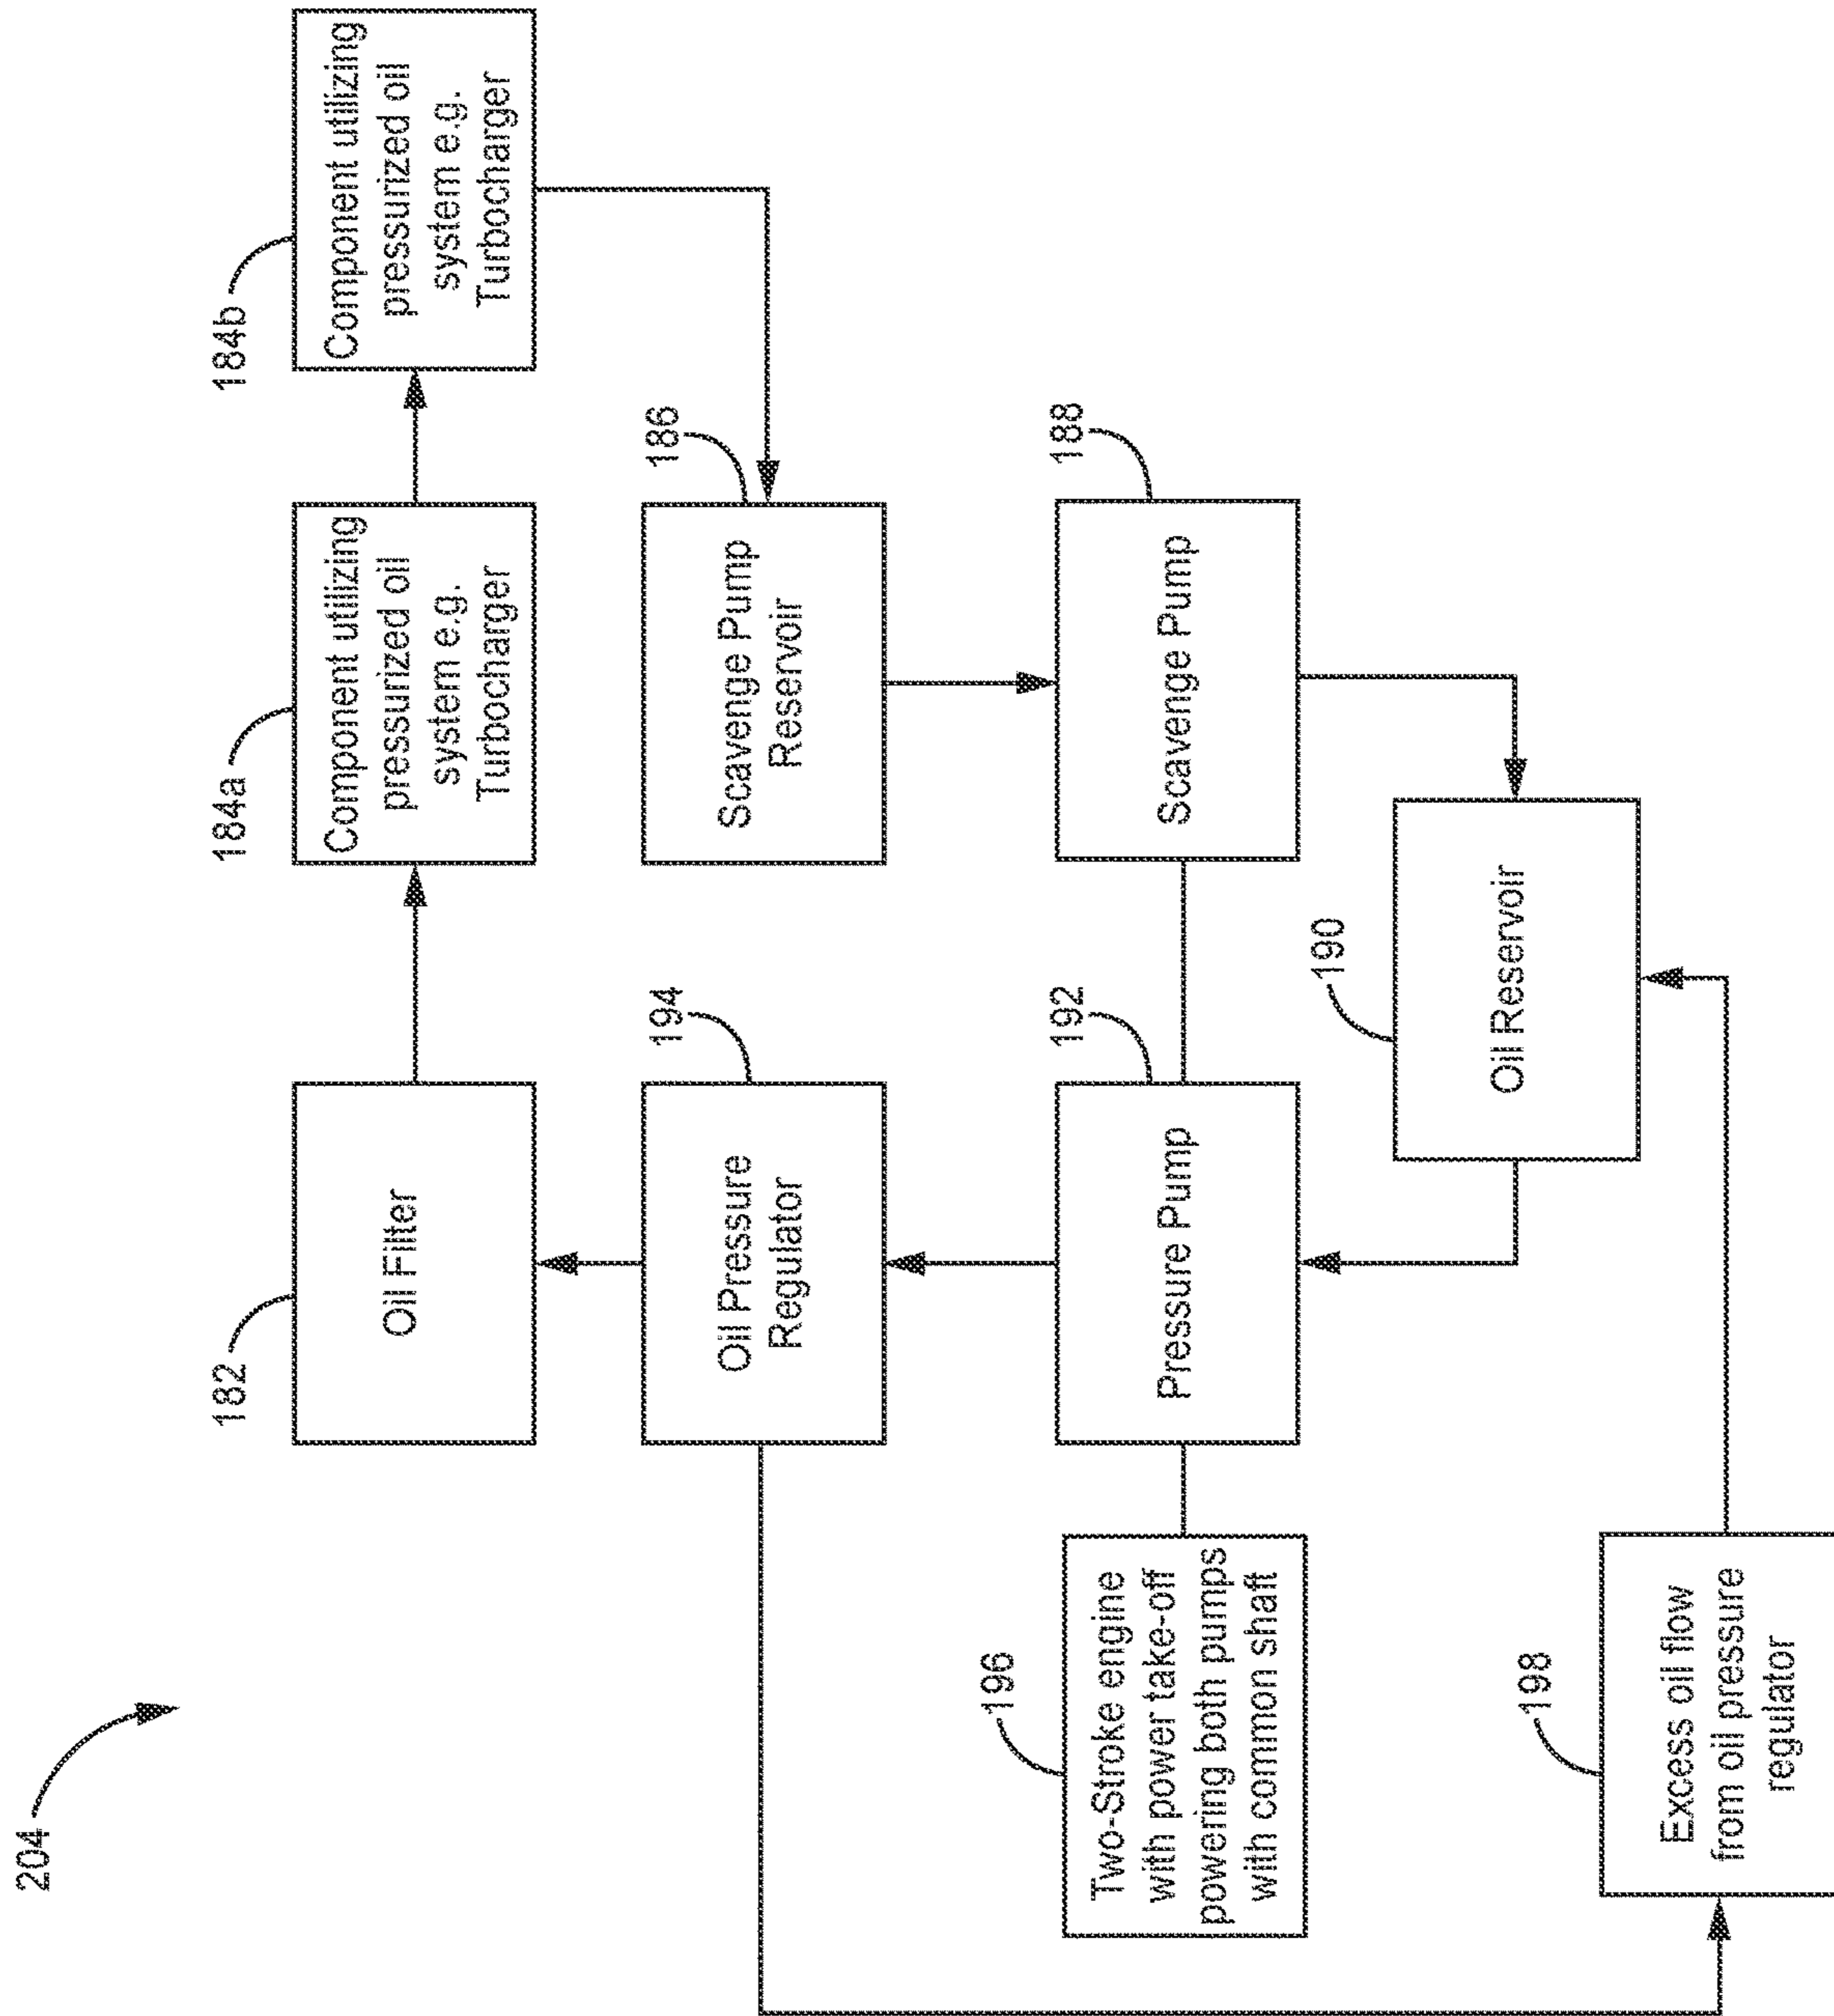 204
182
Oil Filter
184a
Component utilizing
pressurized oil
system e.g.
Turbocharger
184b
Component utilizing
pressurized oil
system e.g.
Turbocharger
194
Oil Pressure
Regulator
186
Scavenge Pump
Reservoir
196
Two-Stroke engine
with power take-off
powering both pumps
with common shaft
192
Pressure Pump
188
Scavenge Pump
190
Oil Reservoir
198
Excess oil flow
from oil pressure
regulator